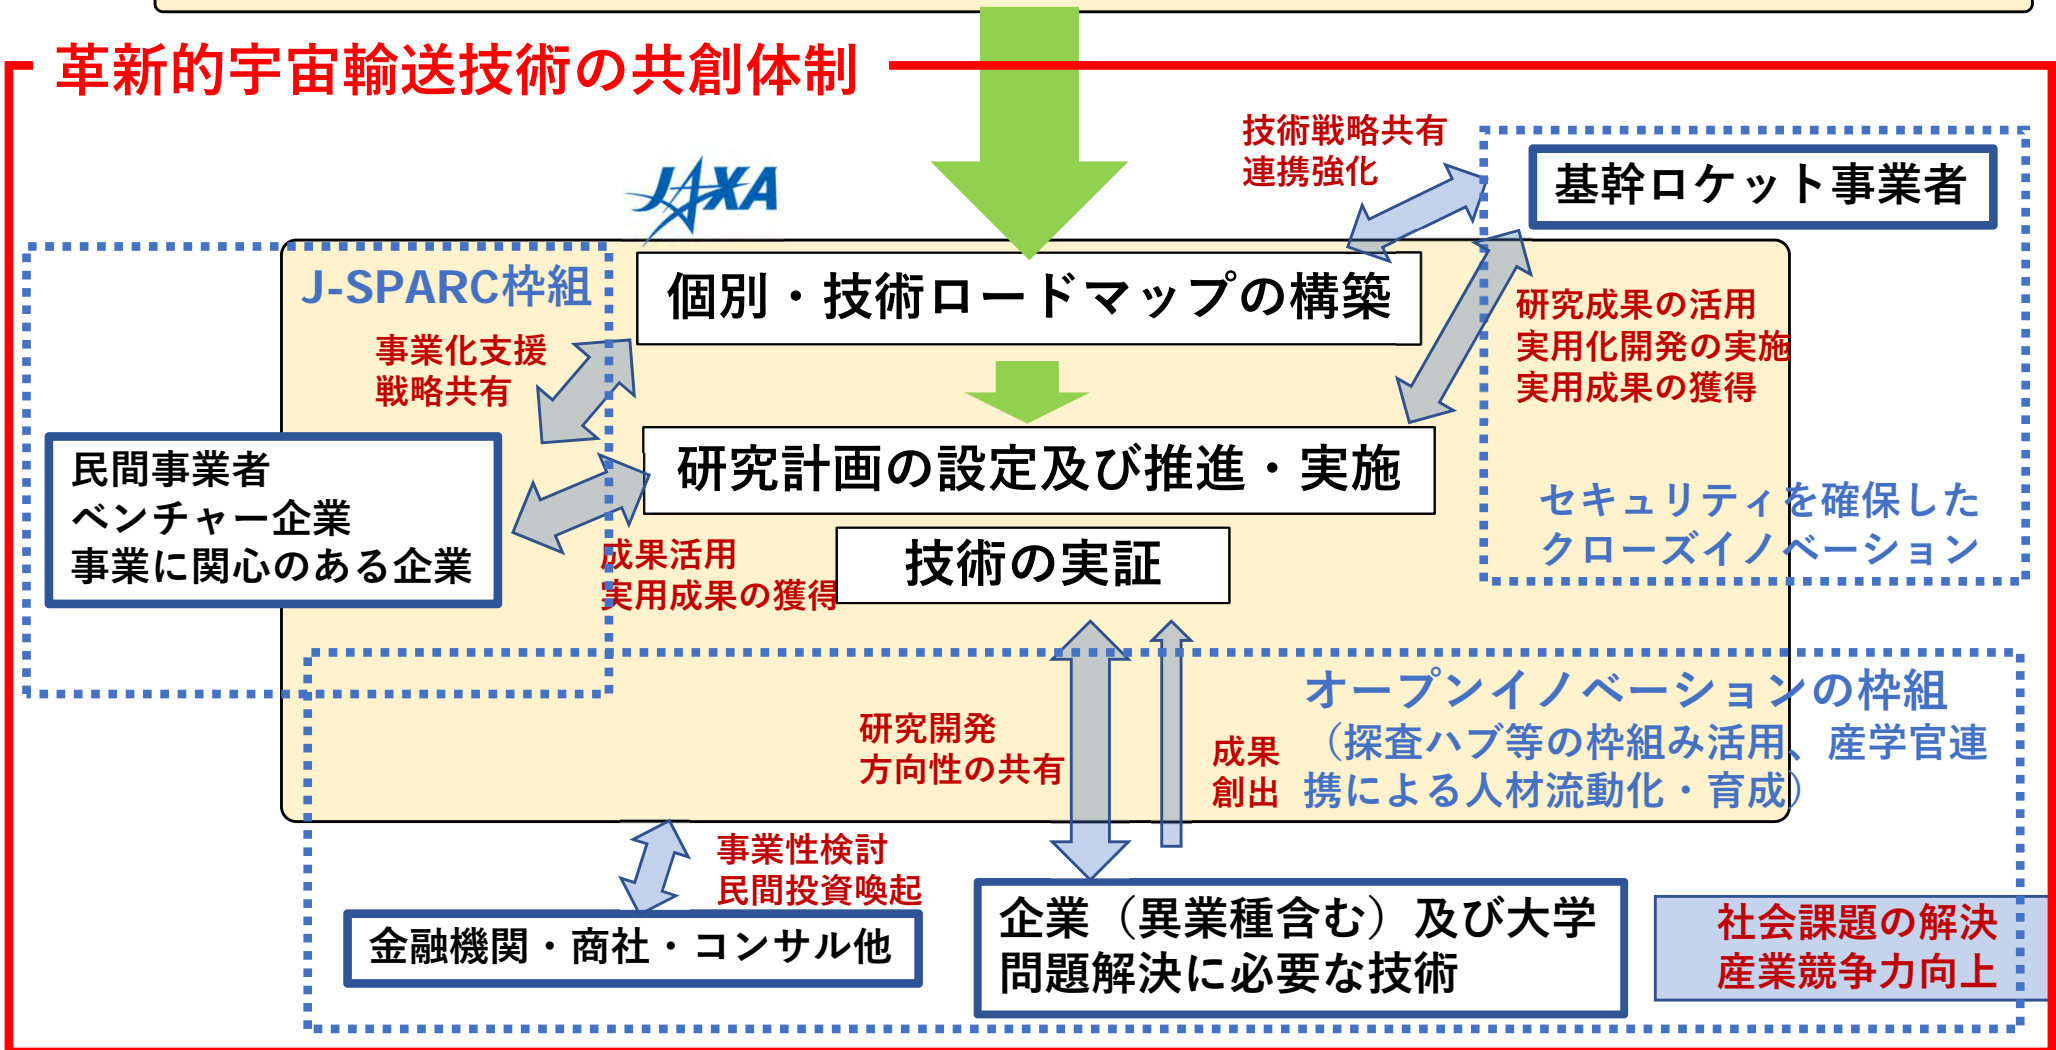 革新的宇宙輸送技術の共創体制
JAXA
技術戦略共有
連携強化
基幹ロケット事業者
J-SPARC枠組
個別・技術ロードマップの構築
事業化支援
戦略共有
研究成果の活用
実用化開発の実施
実用成果の獲得
民間事業者
ベンチャー企業
事業に関心のある企業
研究計画の設定及び推進・実施
セキュリティを確保した
クローズイノベーション
成果活用
実用成果の獲得
技術の実証
オープンイノベーションの枠組
（探査ハブ等の枠組み活用、産学官連
携による人材流動化・育成）
研究開発
方向性の共有
成果
創出
事業性検討
民間投資喚起
金融機関・商社・コンサル他
企業（異業種含む）及び大学
問題解決に必要な技術
社会課題の解決
産業競争力向上